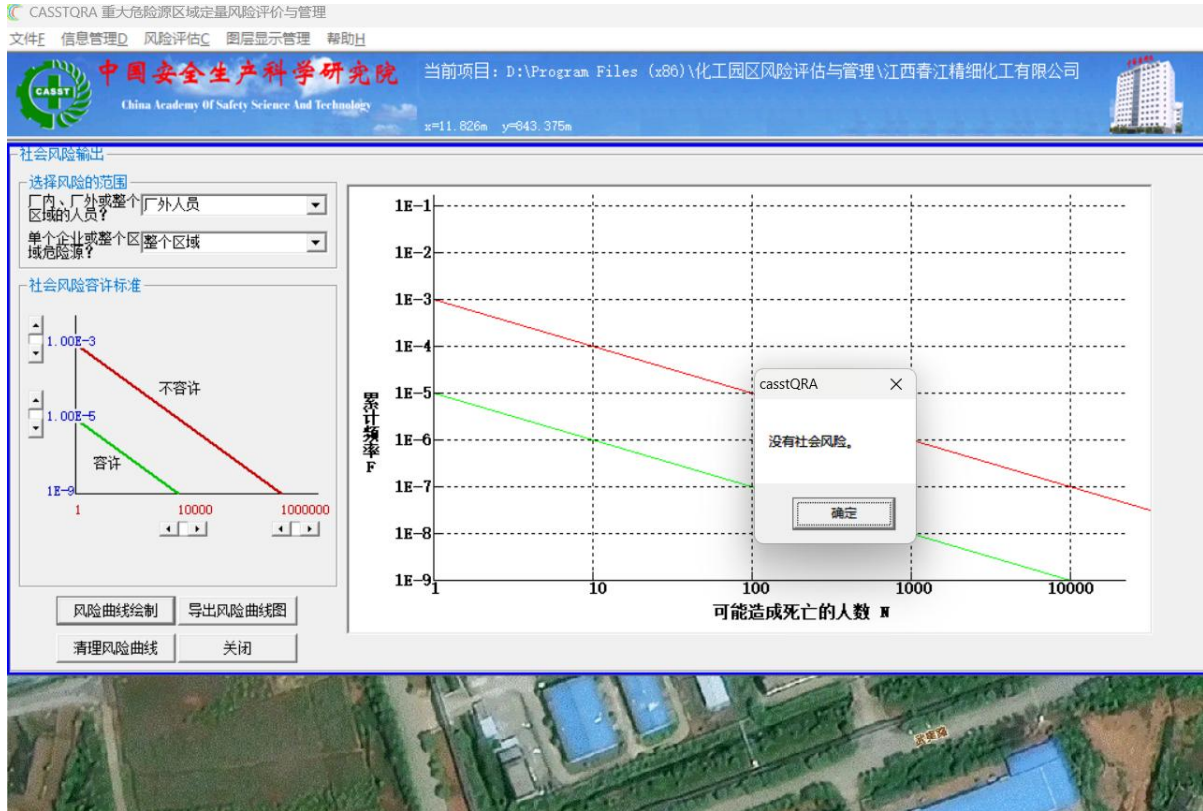 CASSTQRA 重大危险源区域定量风险评价与管理
文件F 信息管理D 风险评估C 图层显示管理 帮助H
CASST
中国安全生产科学研究院
China Academy Of Safety Science And Technology
当前项目：D:\Program Files (x86)\化工园区风险评估与管理\江西春江精细化工有限公司
x=11.826m y=843.375m
社会风险输出
选择风险的范围
厂内、厂外或整个区域的人员？
厂外人员
单个企业或整个区域危险源？
整个区域
社会风险容许标准
1.00E-3
不容许
1.00E-5
容许
1E-9
1
10000
1000000
风险曲线绘制
导出风险曲线图
清理风险曲线
关闭
1E-1
1E-2
1E-3
1E-4
1E-5
1E-6
1E-7
1E-8
1E-9
累计频率 F
1
10
100
1000
10000
可能造成死亡的人数 N
casstQRA
没有社会风险。
确定